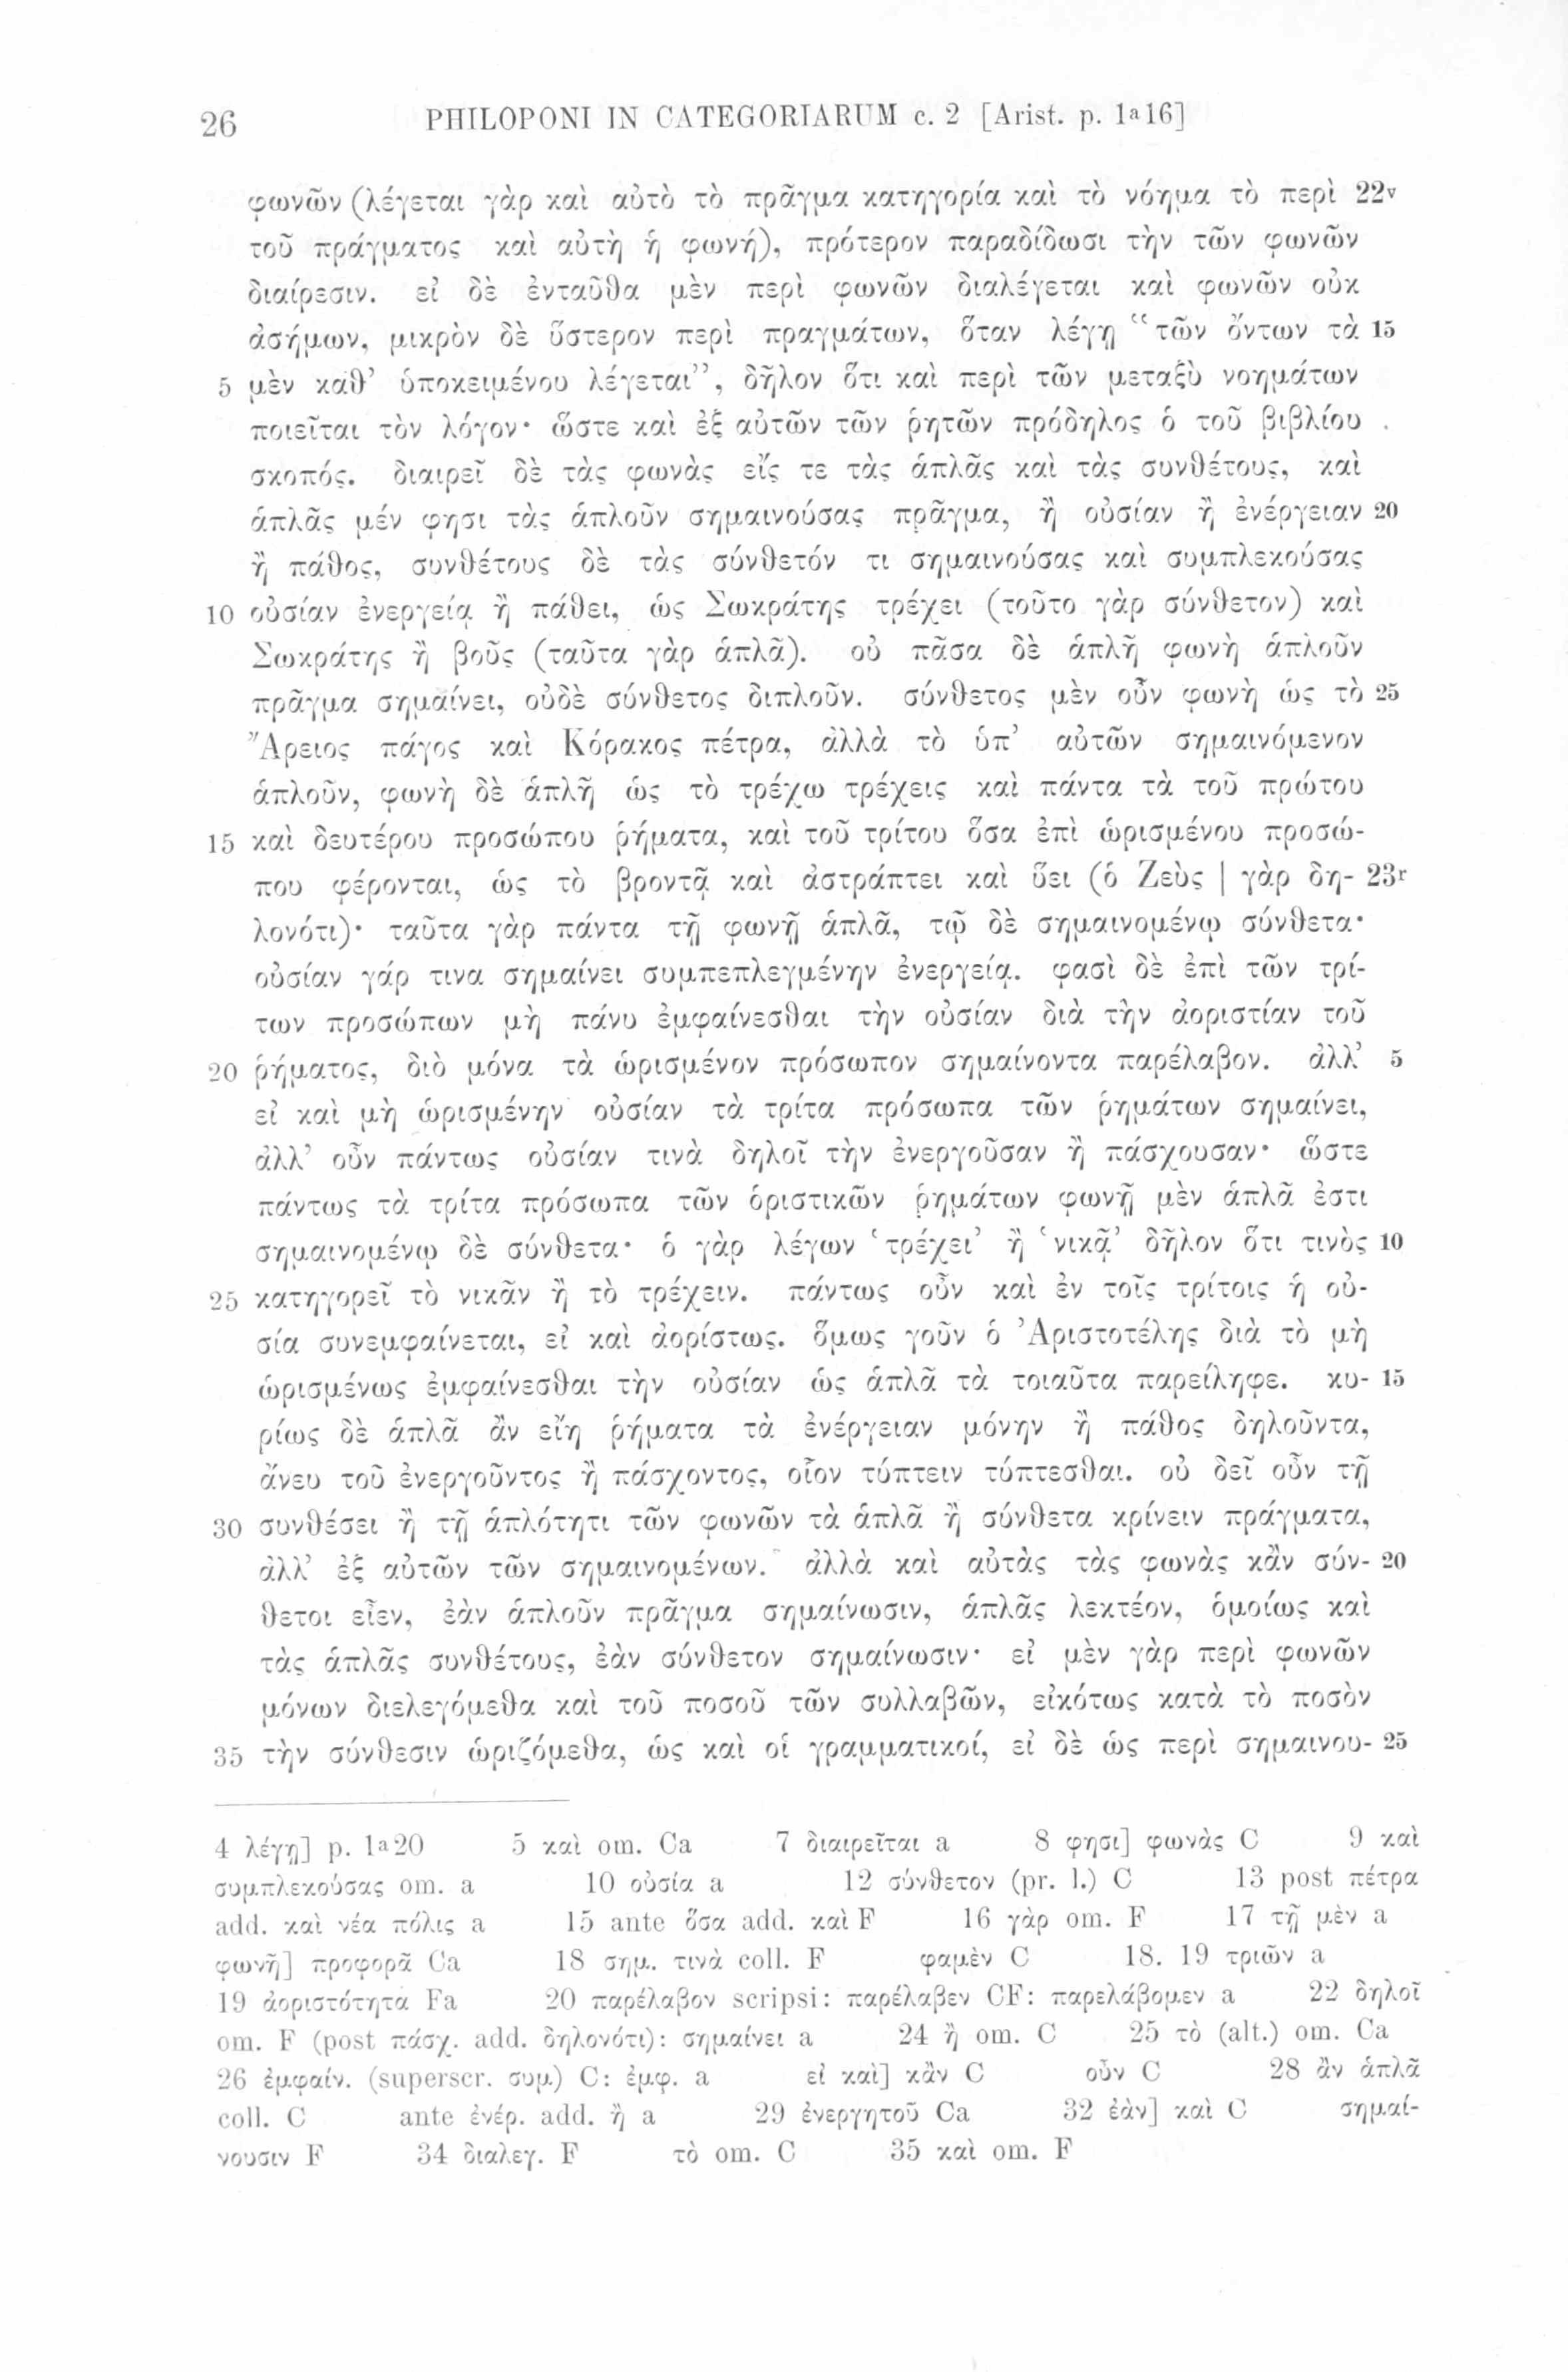 26 PHILOPONI IN CATEGORIARUM c. 2 [Arist. p. 1a16]
φωνῶν (λέγεται γὰρ καὶ αὐτὸ τὸ πρᾶγμα κατηγορία καὶ τὸ νόημα τὸ περὶ 22v
τοῦ πράγματος καὶ αὐτὴ ἡ φωνή), πρότερον παραδίδωσι τὴν τῶν φωνῶν
διαίρεσιν. εἰ δὲ ἐνταῦθα μὲν περὶ φωνῶν διαλέγεται καὶ φωνῶν οὐκ
ἀσήμων, μικρὸν δὲ ὕστερον περὶ πραγμάτων, ὅταν λέγῃ “τῶν ὄντων τὰ 15
5 μὲν καθ’ ὑποκειμένου λέγεται”, δῆλον ὅτι καὶ περὶ τῶν μεταξὺ νοημάτων
ποιεῖται τὸν λόγον· ὥστε καὶ ἐξ αὐτῶν τῶν ῥητῶν πρόδηλος ὁ τοῦ βιβλίου
σκοπός. διαιρεῖ δὲ τὰς φωνὰς εἴς τε τὰς ἁπλᾶς καὶ τὰς συνθέτους, καὶ
ἁπλᾶς μέν φησι τὰς ἁπλοῦν σημαινούσας πρᾶγμα, ἢ οὐσίαν ἢ ἐνέργειαν 20
ἢ πάθος, συνθέτους δὲ τὰς σύνθετόν τι σημαινούσας καὶ συμπλεκούσας
10 οὐσίαν ἐνεργείᾳ ἢ πάθει, ὡς Σωκράτης τρέχει (τοῦτο γὰρ σύνθετον) καὶ
Σωκράτης ἢ βοῦς (ταῦτα γὰρ ἁπλᾶ). οὐ πᾶσα δὲ ἁπλῆ φωνὴ ἁπλοῦν
πρᾶγμα σημαίνει, οὐδὲ σύνθετος διπλοῦν. σύνθετος μὲν οὖν φωνὴ ὡς τὸ 25
Ἄρειος πάγος καὶ Κόρακος πέτρα, ἀλλὰ τὸ ὑπ’ αὐτῶν σημαινόμενον
ἁπλοῦν, φωνὴ δὲ ἁπλῆ ὡς τὸ τρέχω τρέχεις καὶ πάντα τὰ τοῦ πρώτου
15 καὶ δευτέρου προσώπου ῥήματα, καὶ τοῦ τρίτου ὅσα ἐπὶ ὡρισμένου προσώ-
που φέρονται, ὡς τὸ βροντᾷ καὶ ἀστράπτει καὶ ὕει (ὁ Ζεὺς | γὰρ δη- 23r
λονότι)· ταῦτα γὰρ πάντα τῇ φωνῇ ἁπλᾶ, τῷ δὲ σημαινομένῳ σύνθετα·
οὐσίαν γάρ τινα σημαίνει συμπεπλεγμένην ἐνεργείᾳ. φασὶ δὲ ἐπὶ τῶν τρί-
των προσώπων μὴ πάνυ ἐμφαίνεσθαι τὴν οὐσίαν διὰ τὴν ἀοριστίαν τοῦ
20 ῥήματος, διὸ μόνα τὰ ὡρισμένον πρόσωπον σημαίνοντα παρέλαβον. ἀλλ’ 5
εἰ καὶ μὴ ὡρισμένην οὐσίαν τὰ τρίτα πρόσωπα τῶν ῥημάτων σημαίνει,
ἀλλ’ οὖν πάντως οὐσίαν τινὰ δηλοῖ τὴν ἐνεργοῦσαν ἢ πάσχουσαν· ὥστε
πάντως τὰ τρίτα πρόσωπα τῶν ὁριστικῶν ῥημάτων φωνῇ μὲν ἁπλᾶ ἐστι
σημαινομένῳ δὲ σύνθετα· ὁ γὰρ λέγων ‘τρέχει’ ἢ ‘νικᾷ’ δῆλον ὅτι τινὸς 10
25 κατηγορεῖ τὸ νικᾶν ἢ τὸ τρέχειν. πάντως οὖν καὶ ἐν τοῖς τρίτοις ἡ οὐ-
σία συνεμφαίνεται, εἰ καὶ ἀορίστως. ὅμως γοῦν ὁ Ἀριστοτέλης διὰ τὸ μὴ
ὡρισμένως ἐμφαίνεσθαι τὴν οὐσίαν ὡς ἁπλᾶ τὰ τοιαῦτα παρείληφε. κυ- 15
ρίως δὲ ἁπλᾶ ἂν εἴη ῥήματα τὰ ἐνέργειαν μόνην ἢ πάθος δηλοῦντα,
ἄνευ τοῦ ἐνεργοῦντος ἢ πάσχοντος, οἷον τύπτειν τύπτεσθαι. οὐ δεῖ οὖν τῇ
30 συνθέσει ἢ τῇ ἁπλότητι τῶν φωνῶν τὰ ἁπλᾶ ἢ σύνθετα κρίνειν πράγματα,
ἀλλ’ ἐξ αὐτῶν τῶν σημαινομένων. ἀλλὰ καὶ αὐτὰς τὰς φωνὰς κἂν σύν- 20
θετοι εἶεν, ἐὰν ἁπλοῦν πρᾶγμα σημαίνωσιν, ἁπλᾶς λεκτέον, ὁμοίως καὶ
τὰς ἁπλᾶς συνθέτους, ἐὰν σύνθετον σημαίνωσιν· εἰ μὲν γὰρ περὶ φωνῶν
μόνων διελεγόμεθα καὶ τοῦ ποσοῦ τῶν συλλαβῶν, εἰκότως κατὰ τὸ ποσὸν
35 τὴν σύνθεσιν ὡριζόμεθα, ὡς καὶ οἱ γραμματικοί, εἰ δὲ ὡς περὶ σημαινου- 25
4 λέγῃ] p. 1a20 5 καὶ om. Ca 7 διαιρεῖται a 8 φησι] φωνὰς C 9 καὶ
συμπλεκούσας om. a 10 οὐσία a 12 σύνθετον (pr. l.) C 13 post πέτρα
add. καὶ νέα πόλις a 15 ante ὅσα add. καὶ F 16 γὰρ om. F 17 τῇ μὲν a
φωνῇ] προφορᾶ Ca 18 σημ. τινὰ coll. F φαμὲν C 18. 19 τριῶν a
19 ἀοριστότητα Fa 20 παρέλαβον scripsi: παρέλαβεν CF: παρελάβομεν a 22 δηλοῖ
om. F (post πάσχ. add. δηλονότι): σημαίνει a 24 ἢ om. C 25 τὸ (alt.) om. Ca
26 ἐμφαίν. (superscr. συμ) C: ἐμφ. a εἰ καὶ] κἂν C οὖν C 28 ἂν ἁπλᾶ
coll. C ante ἐνέρ. add. ἢ a 29 ἐνεργητοῦ Ca 32 ἐὰν] καὶ C σημαί-
νουσιν F 34 διαλεγ. F τὸ om. C 35 καὶ om. F